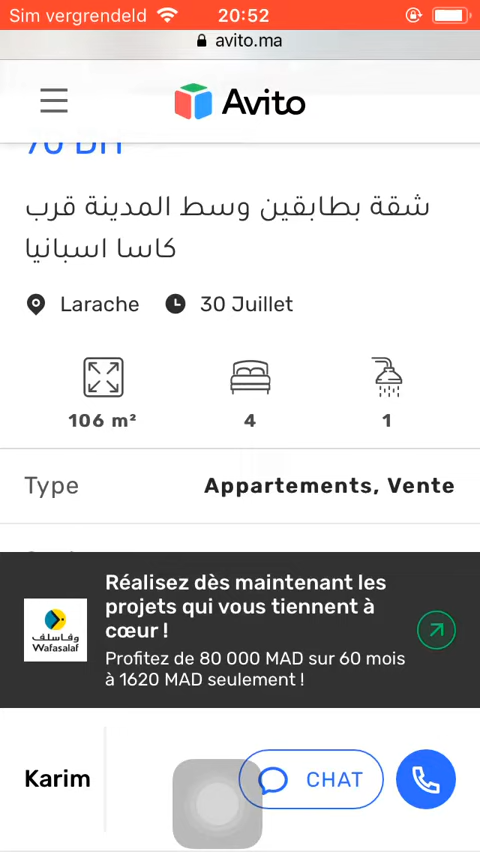 Sim vergrendeld 20:52
avito.ma
Avito
70 DH
شقة بطابقين وسط المدينة قرب
كاسا اسبانيا
Larache 30 Juillet
106 m² 4 1
Type Appartements, Vente
Réalisez dès maintenant les
projets qui vous tiennent à
cœur !
وفاسلف
Wafasalaf
Profitez de 80 000 MAD sur 60 mois
à 1620 MAD seulement !
Karim CHAT